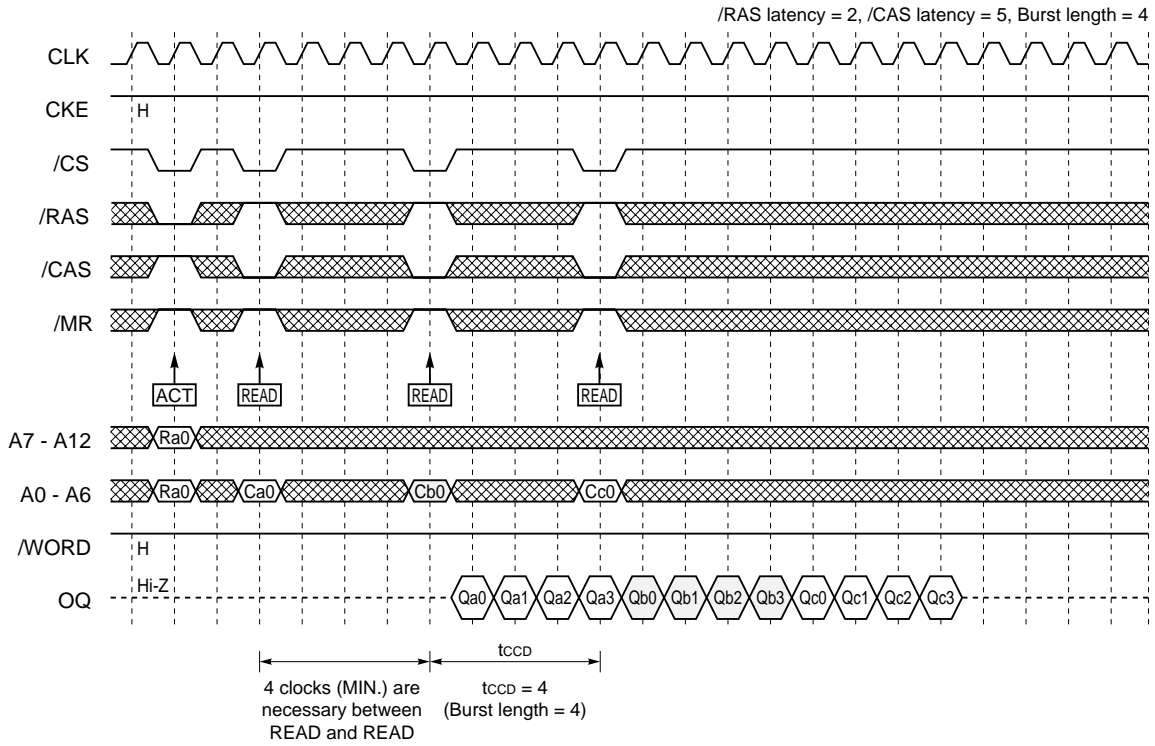 /RAS latency = 2, /CAS latency = 5, Burst length = 4
CLK
CKE H
/CS
/RAS
/CAS
/MR
ACT READ READ READ
A7 - A12 Ra0
A0 - A6 Ra0 Ca0 Cb0 Cc0
/WORD H
OQ Hi-Z Qa0 Qa1 Qa2 Qa3 Qb0 Qb1 Qb2 Qb3 Qc0 Qc1 Qc2 Qc3
tCCD
4 clocks (MIN.) are
necessary between
READ and READ
tCCD = 4
(Burst length = 4)